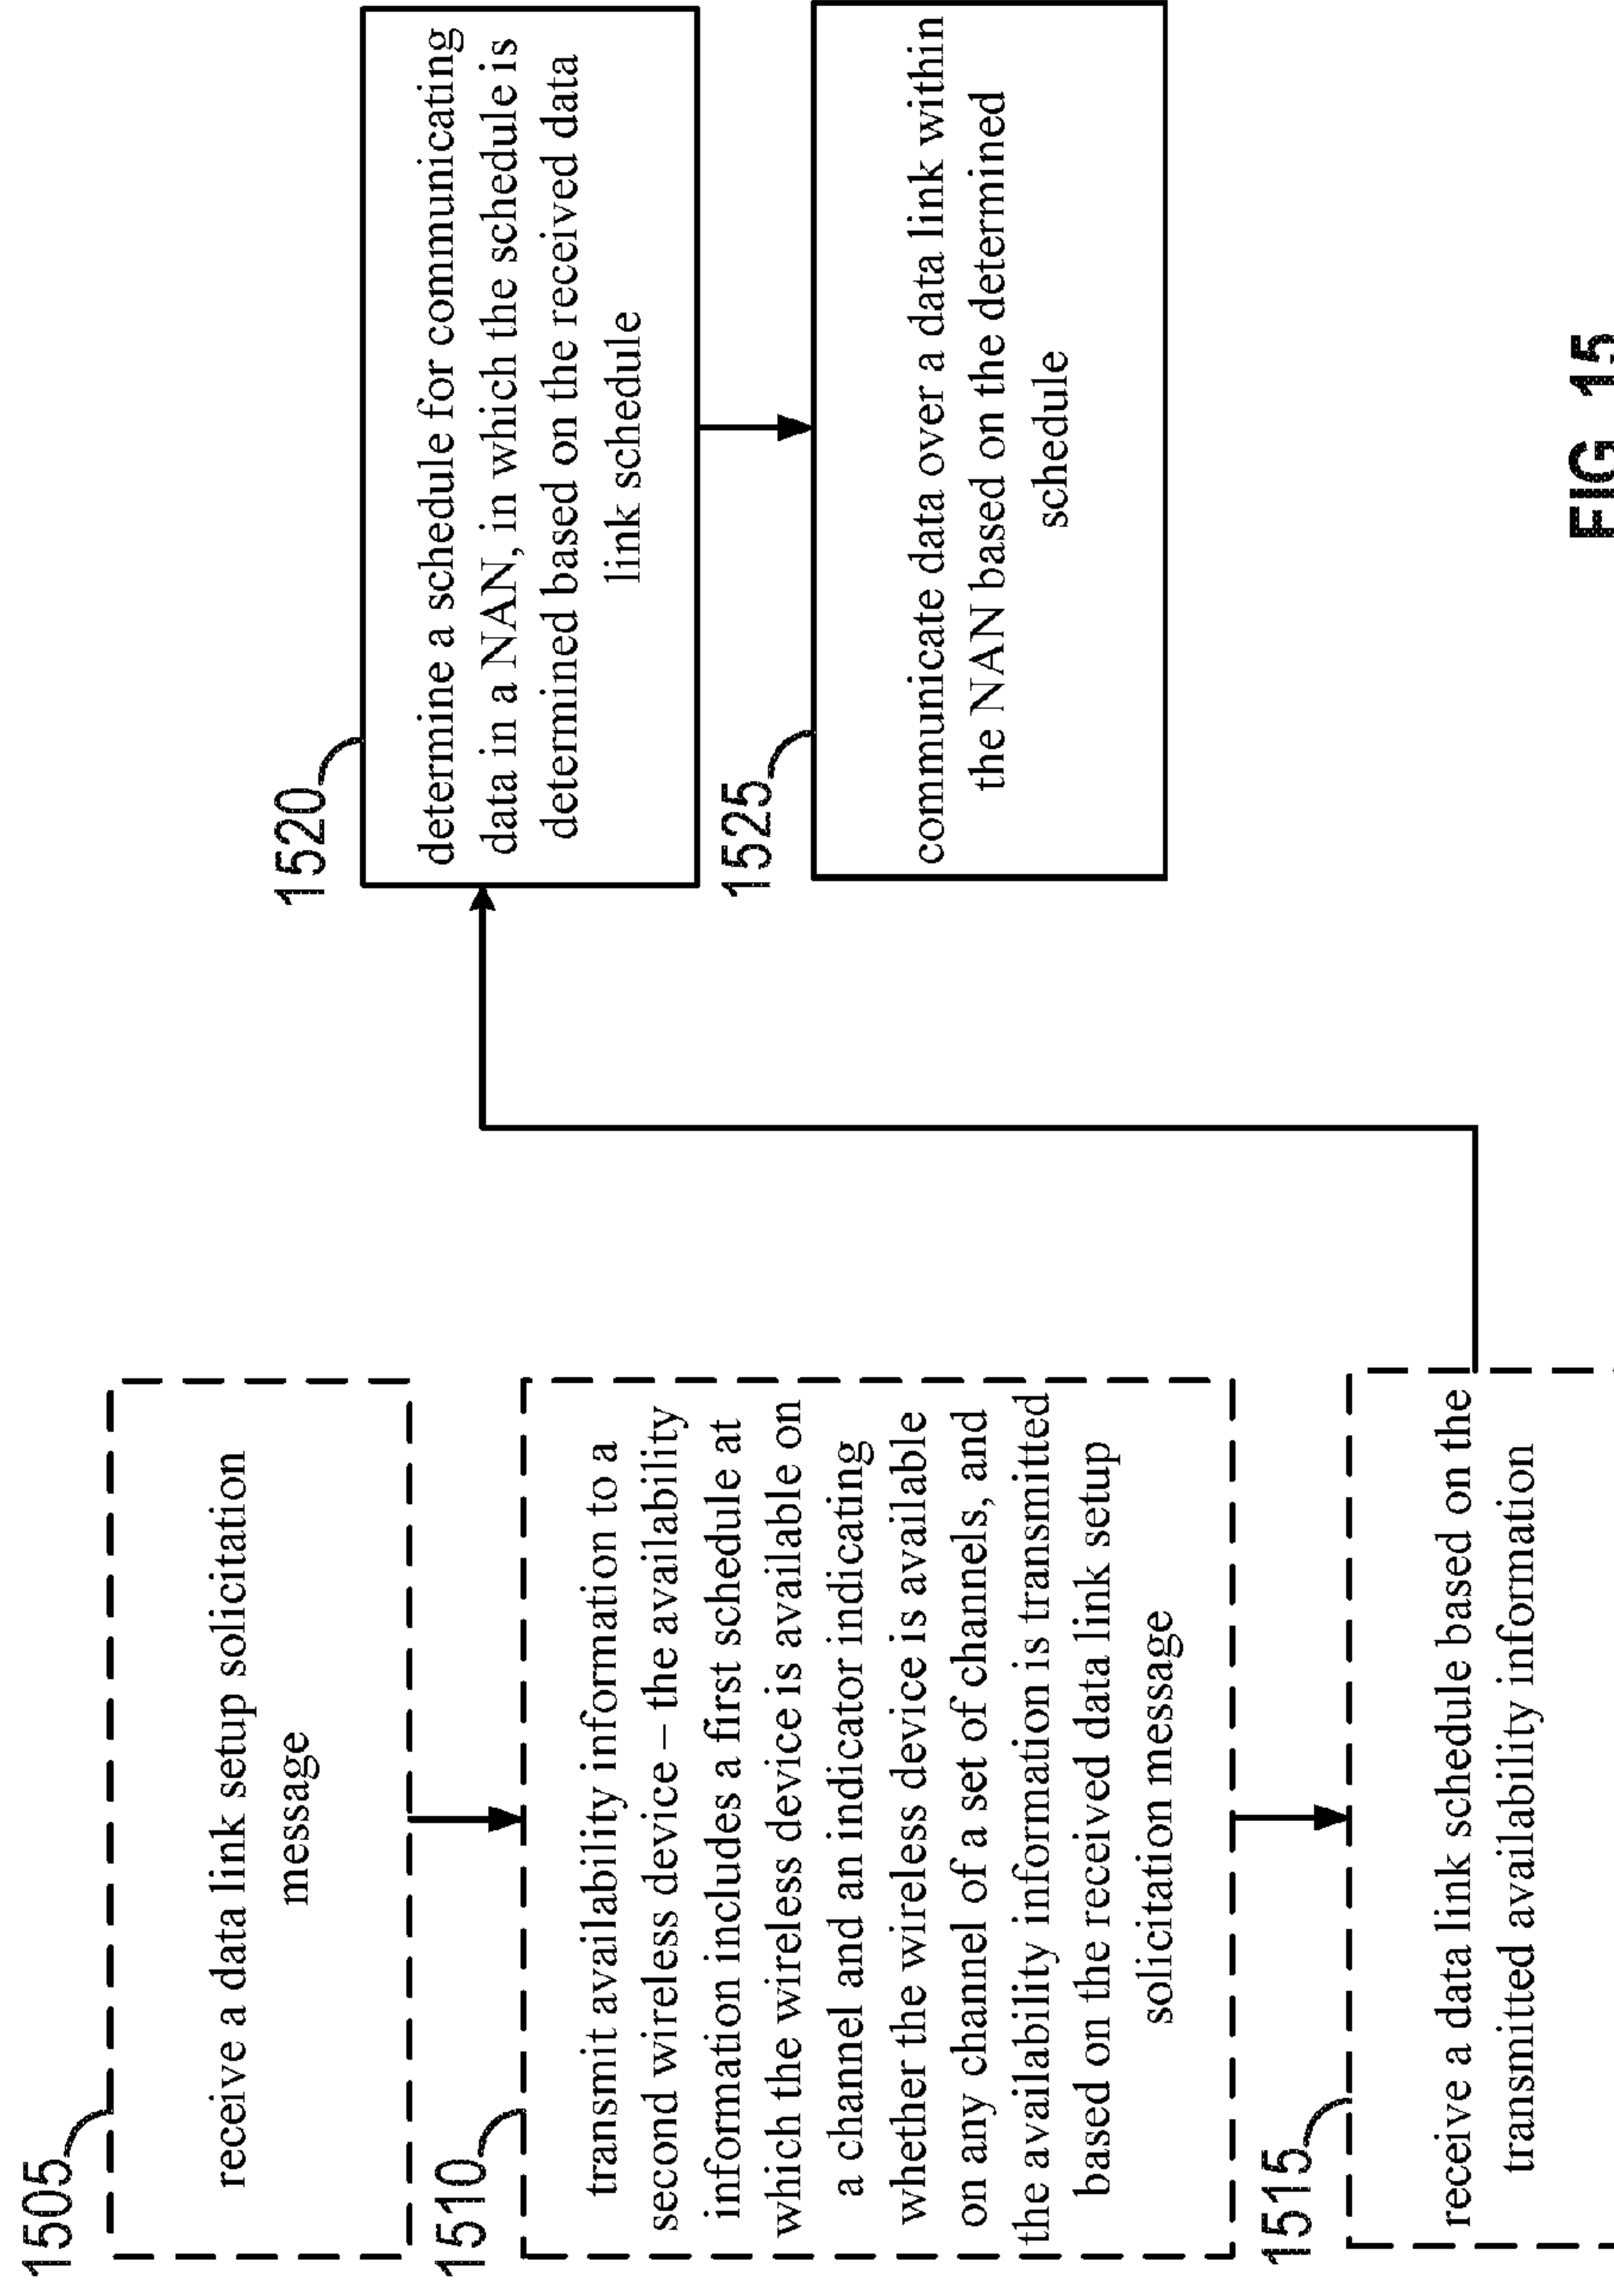 1505
receive a data link setup solicitation
message
1510
transmit availability information to a
second wireless device – the availability
information includes a first schedule at
which the wireless device is available on
a channel and an indicator indicating
whether the wireless device is available
on any channel of a set of channels, and
the availability information is transmitted
based on the received data link setup
solicitation message
1515
receive a data link schedule based on the
transmitted availability information
1520
determine a schedule for communicating
data in a NAN, in which the schedule is
determined based on the received data
link schedule
1525
communicate data over a data link within
the NAN based on the determined
schedule
FIG 15